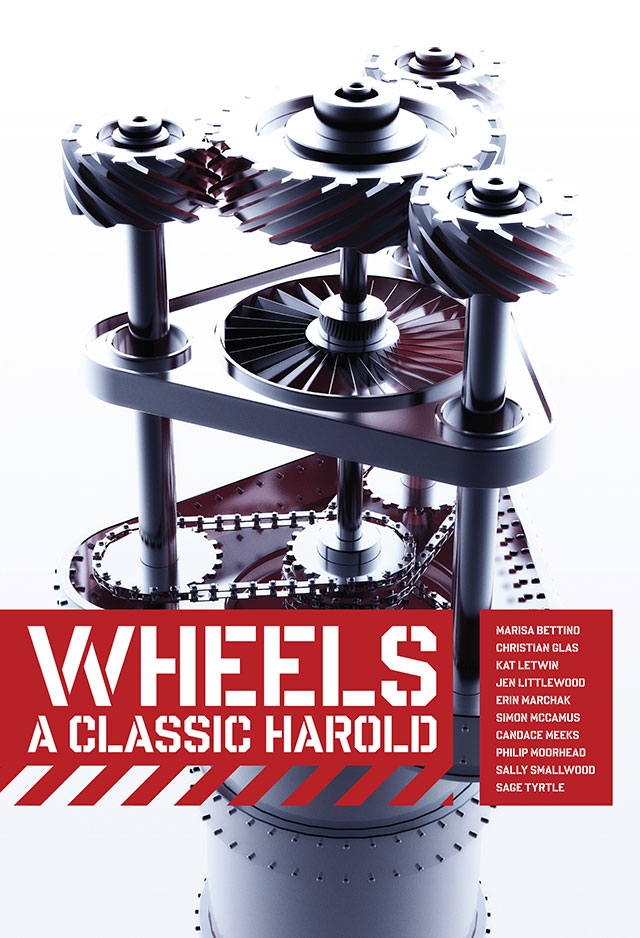 WHEELS
A CLASSIC HAROLD
MARISA BETTINO
CHRISTIAN GLAS
KAT LETWIN
JEN LITTLEWOOD
ERIN MARCHAK
SIMON MCCAMUS
CANDACE MEEKS
PHILIP MOORHEAD
SALLY SMALLWOOD
SAGE TYRTLE